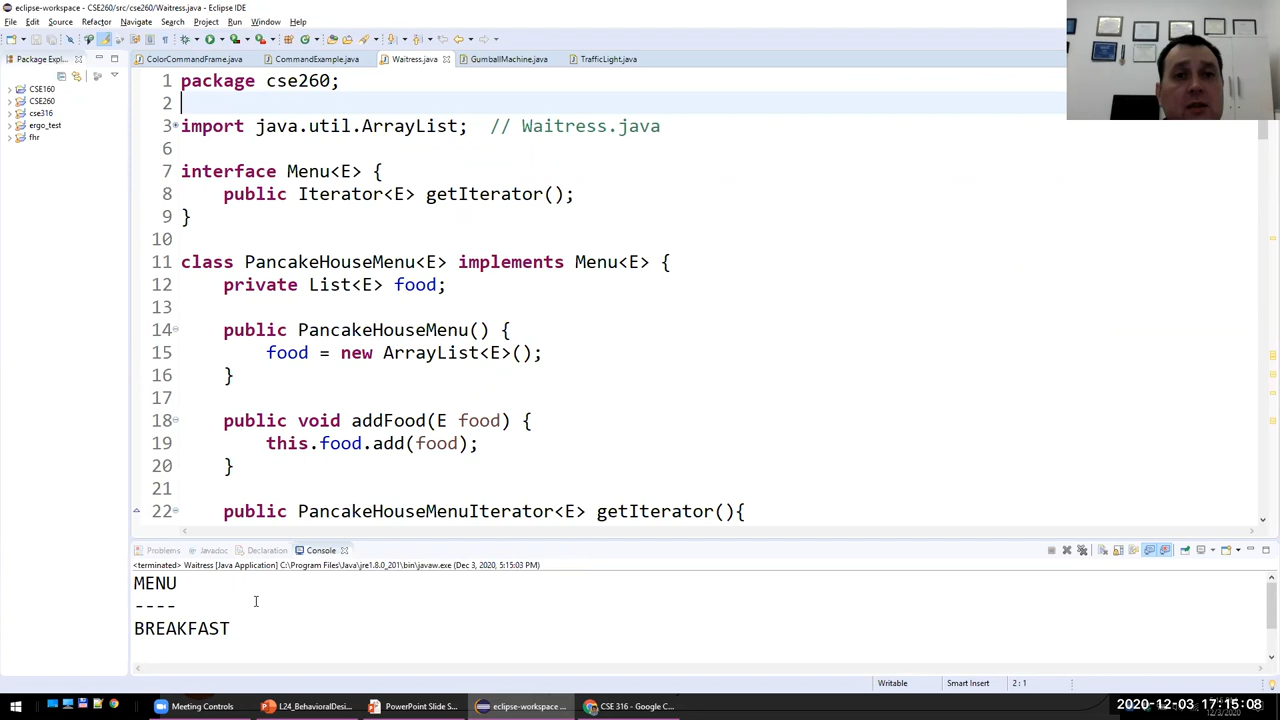 eclipse-workspace - CSE260/src/cse260/Waitress.java - Eclipse IDE
File Edit Source Refactor Navigate Search Project Run Window Help
Package Expl...
ColorCommandFrame.java CommandExample.java Waitress.java GumballMachine.java TrafficLight.java
CSE160
CSE260
cse316
ergo_test
fhr
1 package cse260;
2
3 import java.util.ArrayList; // Waitress.java
6
7 interface Menu<E> {
8 public Iterator<E> getIterator();
9 }
10
11 class PancakeHouseMenu<E> implements Menu<E> {
12 private List<E> food;
13
14 public PancakeHouseMenu() {
15 food = new ArrayList<E>();
16 }
17
18 public void addFood(E food) {
19 this.food.add(food);
20 }
21
22 public PancakeHouseMenuIterator<E> getIterator(){
Problems Javadoc Declaration Console
<terminated> Waitress [Java Application] C:\Program Files\Java\jre1.8.0_201\bin\javaw.exe (Dec 3, 2020, 5:15:03 PM)
MENU
----
BREAKFAST
Writable Smart Insert 2 : 1
Meeting Controls L24_BehavioralDesi... PowerPoint Slide S... eclipse-workspace ... CSE 316 - Google C...
2020-12-03 17:15:08